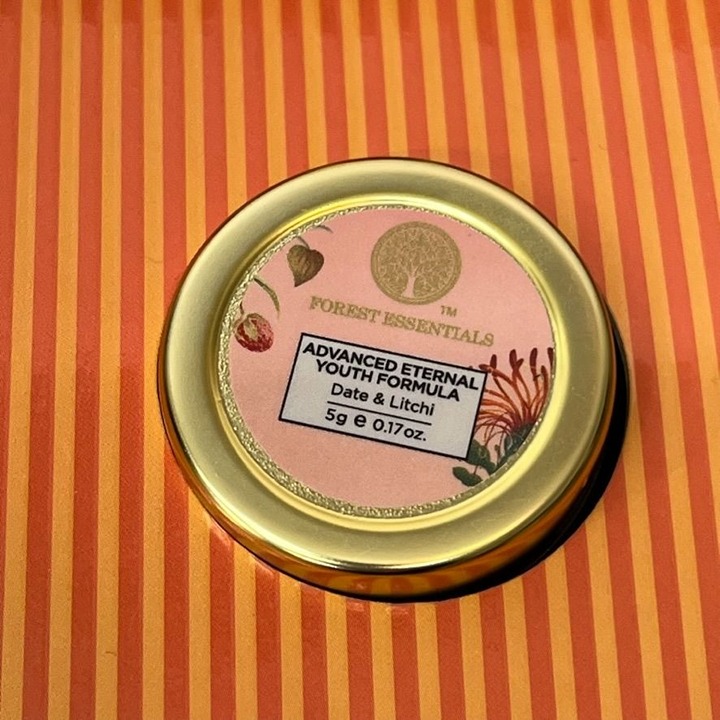 ™
FOREST ESSENTIALS
ADVANCED ETERNAL
YOUTH FORMULA
Date & Litchi
5g ℮ 0.17oz.